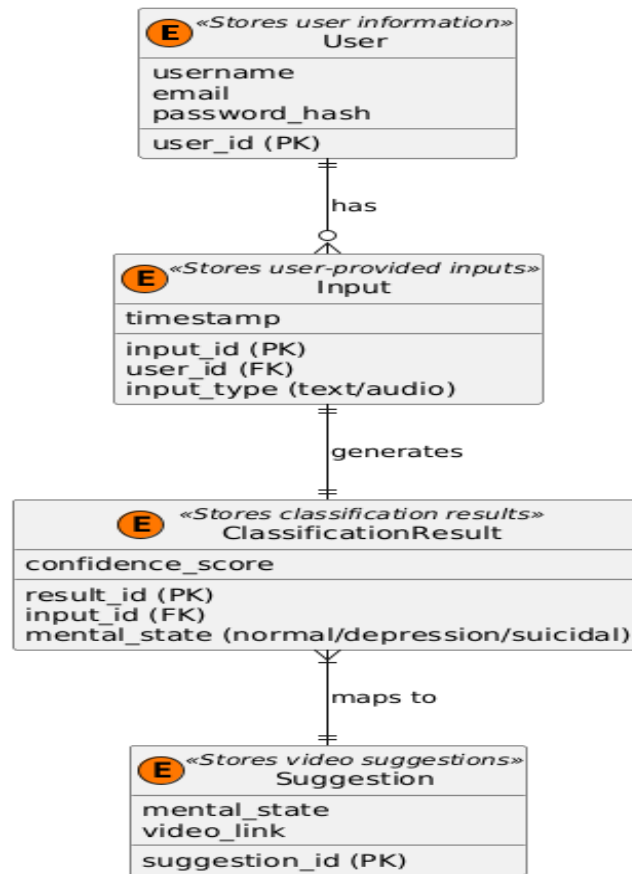 E «Stores user information»
User
username
email
password_hash
user_id (PK)
has
E «Stores user-provided inputs»
Input
timestamp
input_id (PK)
user_id (FK)
input_type (text/audio)
generates
E «Stores classification results»
ClassificationResult
confidence_score
result_id (PK)
input_id (FK)
mental_state (normal/depression/suicidal)
maps to
E «Stores video suggestions»
Suggestion
mental_state
video_link
suggestion_id (PK)